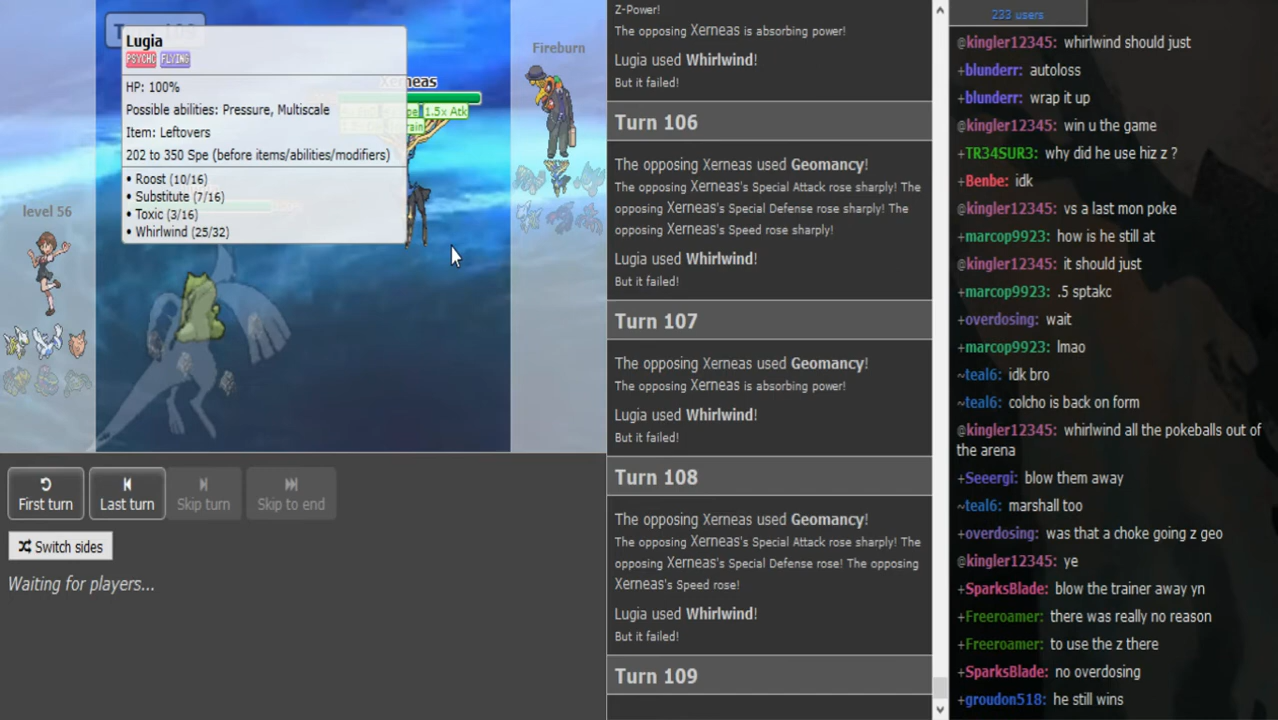 Lugia
PSYCHC FLYING
HP: 100%
Possible abilities: Pressure, Multiscale
Item: Leftovers
202 to 350 Spe (before items/abilities/modifiers)
• Roost (10/16)
• Substitute (7/16)
• Toxic (3/16)
• Whirlwind (25/32)
1.5x Atk
Fireburn
level 56
First turn
Last turn
Skip turn
Skip to end
Switch sides
Waiting for players...
Z-Power!
The opposing Xerneas is absorbing power!
Lugia used Whirlwind!
But it failed!
Turn 106
The opposing Xerneas used Geomancy!
The opposing Xerneas's Special Attack rose sharply! The
opposing Xerneas's Special Defense rose sharply! The
opposing Xerneas's Speed rose sharply!
Lugia used Whirlwind!
But it failed!
Turn 107
The opposing Xerneas used Geomancy!
The opposing Xerneas is absorbing power!
Lugia used Whirlwind!
But it failed!
Turn 108
The opposing Xerneas used Geomancy!
The opposing Xerneas's Special Attack rose sharply! The
opposing Xerneas's Special Defense rose! The opposing
Xerneas's Speed rose!
Lugia used Whirlwind!
But it failed!
Turn 109
233 users
@kingler12345: whirlwind should just
+blunderr: autoloss
+blunderr: wrap it up
@kingler12345: win u the game
+TR34SUR3: why did he use hiz z ?
+Benbe: idk
@kingler12345: vs a last mon poke
+marcop9923: how is he still at
@kingler12345: it should just
+marcop9923: .5 sptakc
+overdosing: wait
+marcop9923: lmao
~teal6: idk bro
~teal6: colcho is back on form
@kingler12345: whirlwind all the pokeballs out of
the arena
+Seeergi: blow them away
~teal6: marshall too
+overdosing: was that a choke going z geo
@kingler12345: ye
+SparksBlade: blow the trainer away yn
+Freeroamer: there was really no reason
+Freeroamer: to use the z there
+SparksBlade: no overdosing
+groudon518: he still wins